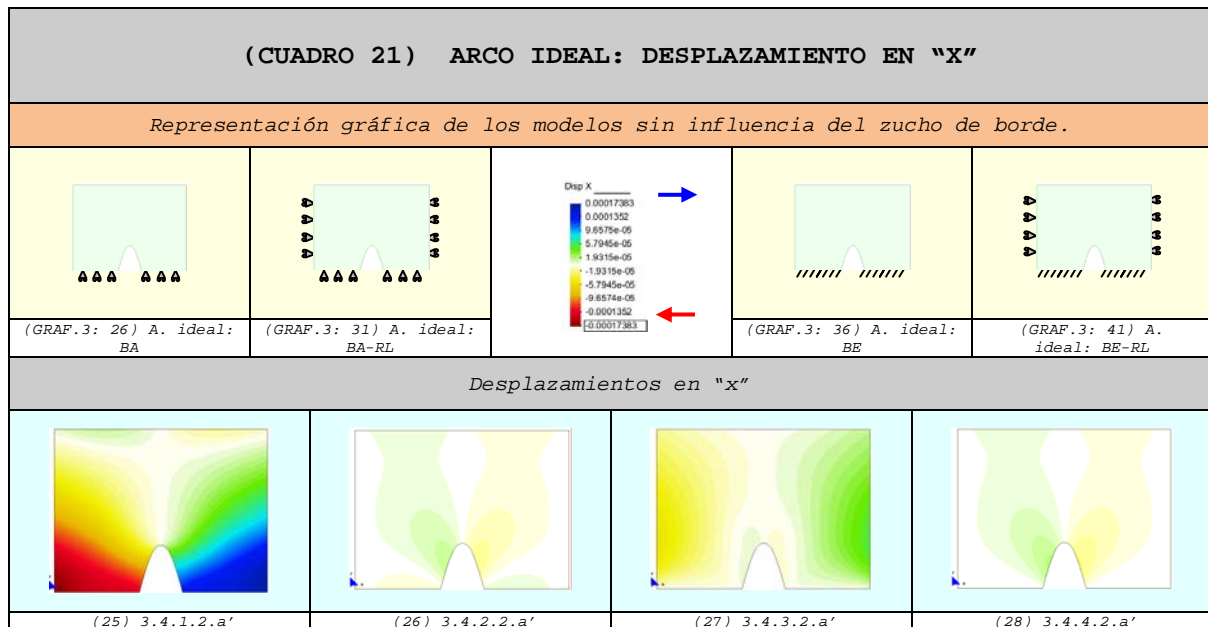 (CUADRO 21)  ARCO IDEAL: DESPLAZAMIENTO EN “X”
Representación gráfica de los modelos sin influencia del zucho de borde.
Disp X
0.00017383
0.0001352
9.6575e-05
5.7945e-05
1.9315e-05
-1.9315e-05
-5.7945e-05
-9.6574e-05
-0.0001352
-0.00017383
(GRAF.3: 26) A. ideal:
BA
(GRAF.3: 31) A. ideal:
BA-RL
(GRAF.3: 36) A. ideal:
BE
(GRAF.3: 41) A.
ideal: BE-RL
Desplazamientos en “x”
(25) 3.4.1.2.a’
(26) 3.4.2.2.a’
(27) 3.4.3.2.a’
(28) 3.4.4.2.a’